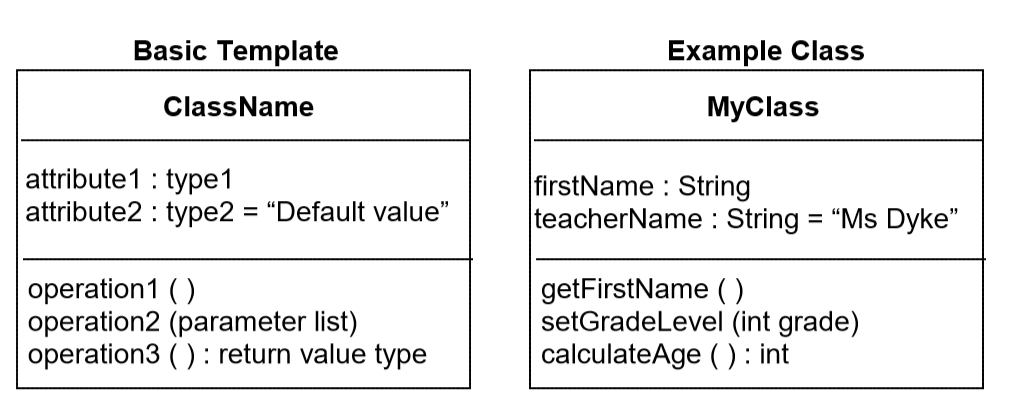 Basic Template
ClassName
attribute1 : type1
attribute2 : type2 = “Default value”
operation1 ( )
operation2 (parameter list)
operation3 ( ) : return value type
Example Class
MyClass
firstName : String
teacherName : String = “Ms Dyke”
getFirstName ( )
setGradeLevel (int grade)
calculateAge ( ) : int